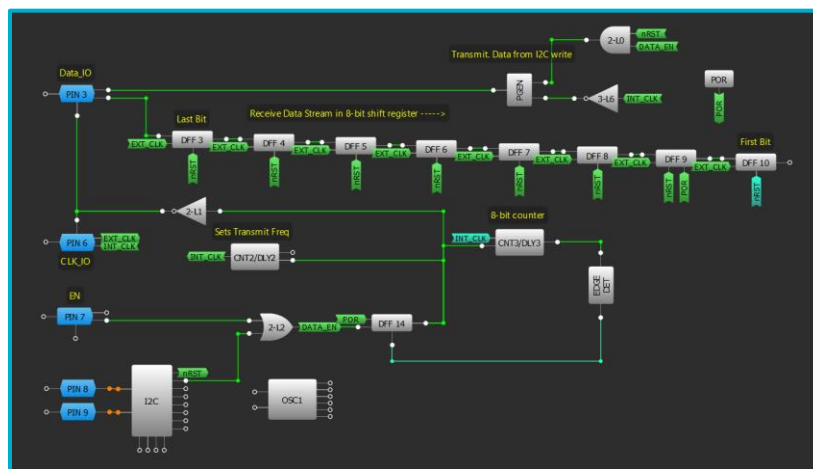 2-L0
nRST
DATA_EN
Transmit. Data from I2C write
Data_IO
PIN 3
PGEN
3-L6
INT_CLK
POR
POR
Last Bit
Receive Data Stream in 8-bit shift register ----->
First Bit
EXT_CLK
DFF 3
EXT_CLK
DFF 4
EXT_CLK
DFF 5
EXT_CLK
DFF 6
EXT_CLK
DFF 7
EXT_CLK
DFF 8
EXT_CLK
DFF 9
EXT_CLK
DFF 10
nRST
nRST
nRST
nRST
nRST
nRST
nRST
POR
nRST
2-L1
8-bit counter
Sets Transmit Freq
PIN 6
EXT_CLK
INT_CLK
CLK_IO
INT_CLK
CNT2/DLY2
INT_CLK
CNT3/DLY3
EDGE
DET
EN
PIN 7
2-L2
DATA_EN
POR
DFF 14
nRST
PIN 8
PIN 9
I2C
OSC1